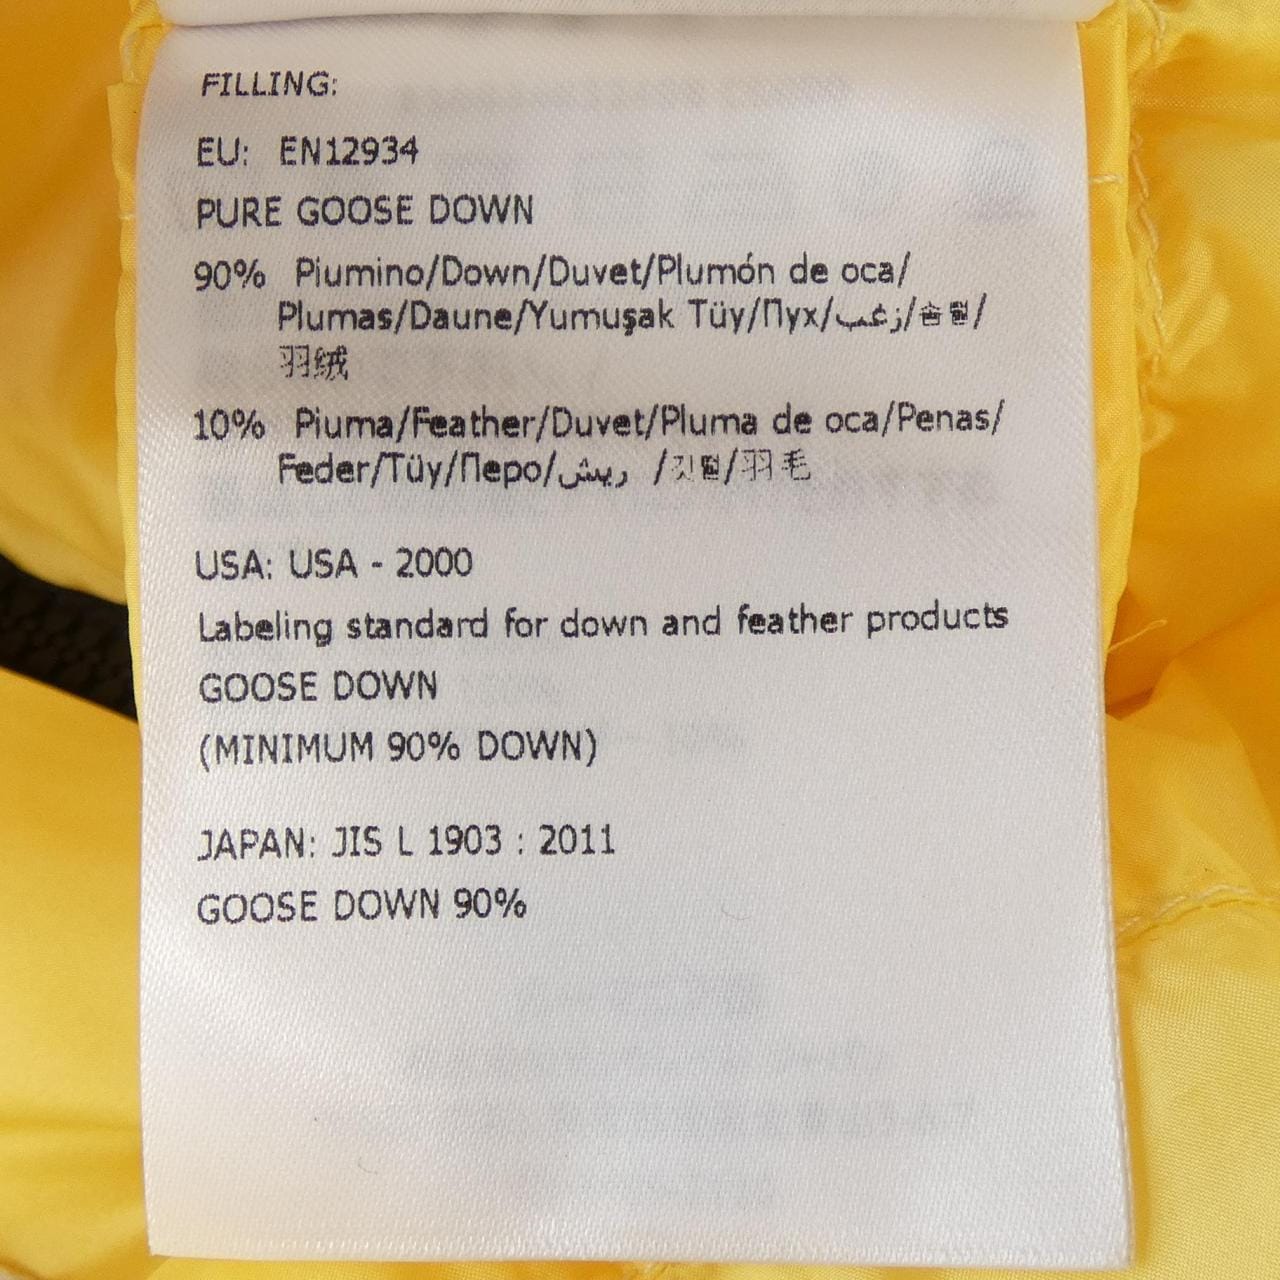 FILLING:
EU: EN12934
PURE GOOSE DOWN
90% Piumino/Down/Duvet/Plumón de oca/
Plumas/Daune/Yumuşak Tüy/Пух/زغب/솜털/
羽绒
10% Piuma/Feather/Duvet/Pluma de oca/Penas/
Feder/Tüy/Перо/ريش /깃털/羽毛
USA: USA - 2000
Labeling standard for down and feather products
GOOSE DOWN
(MINIMUM 90% DOWN)
JAPAN: JIS L 1903 : 2011
GOOSE DOWN 90%